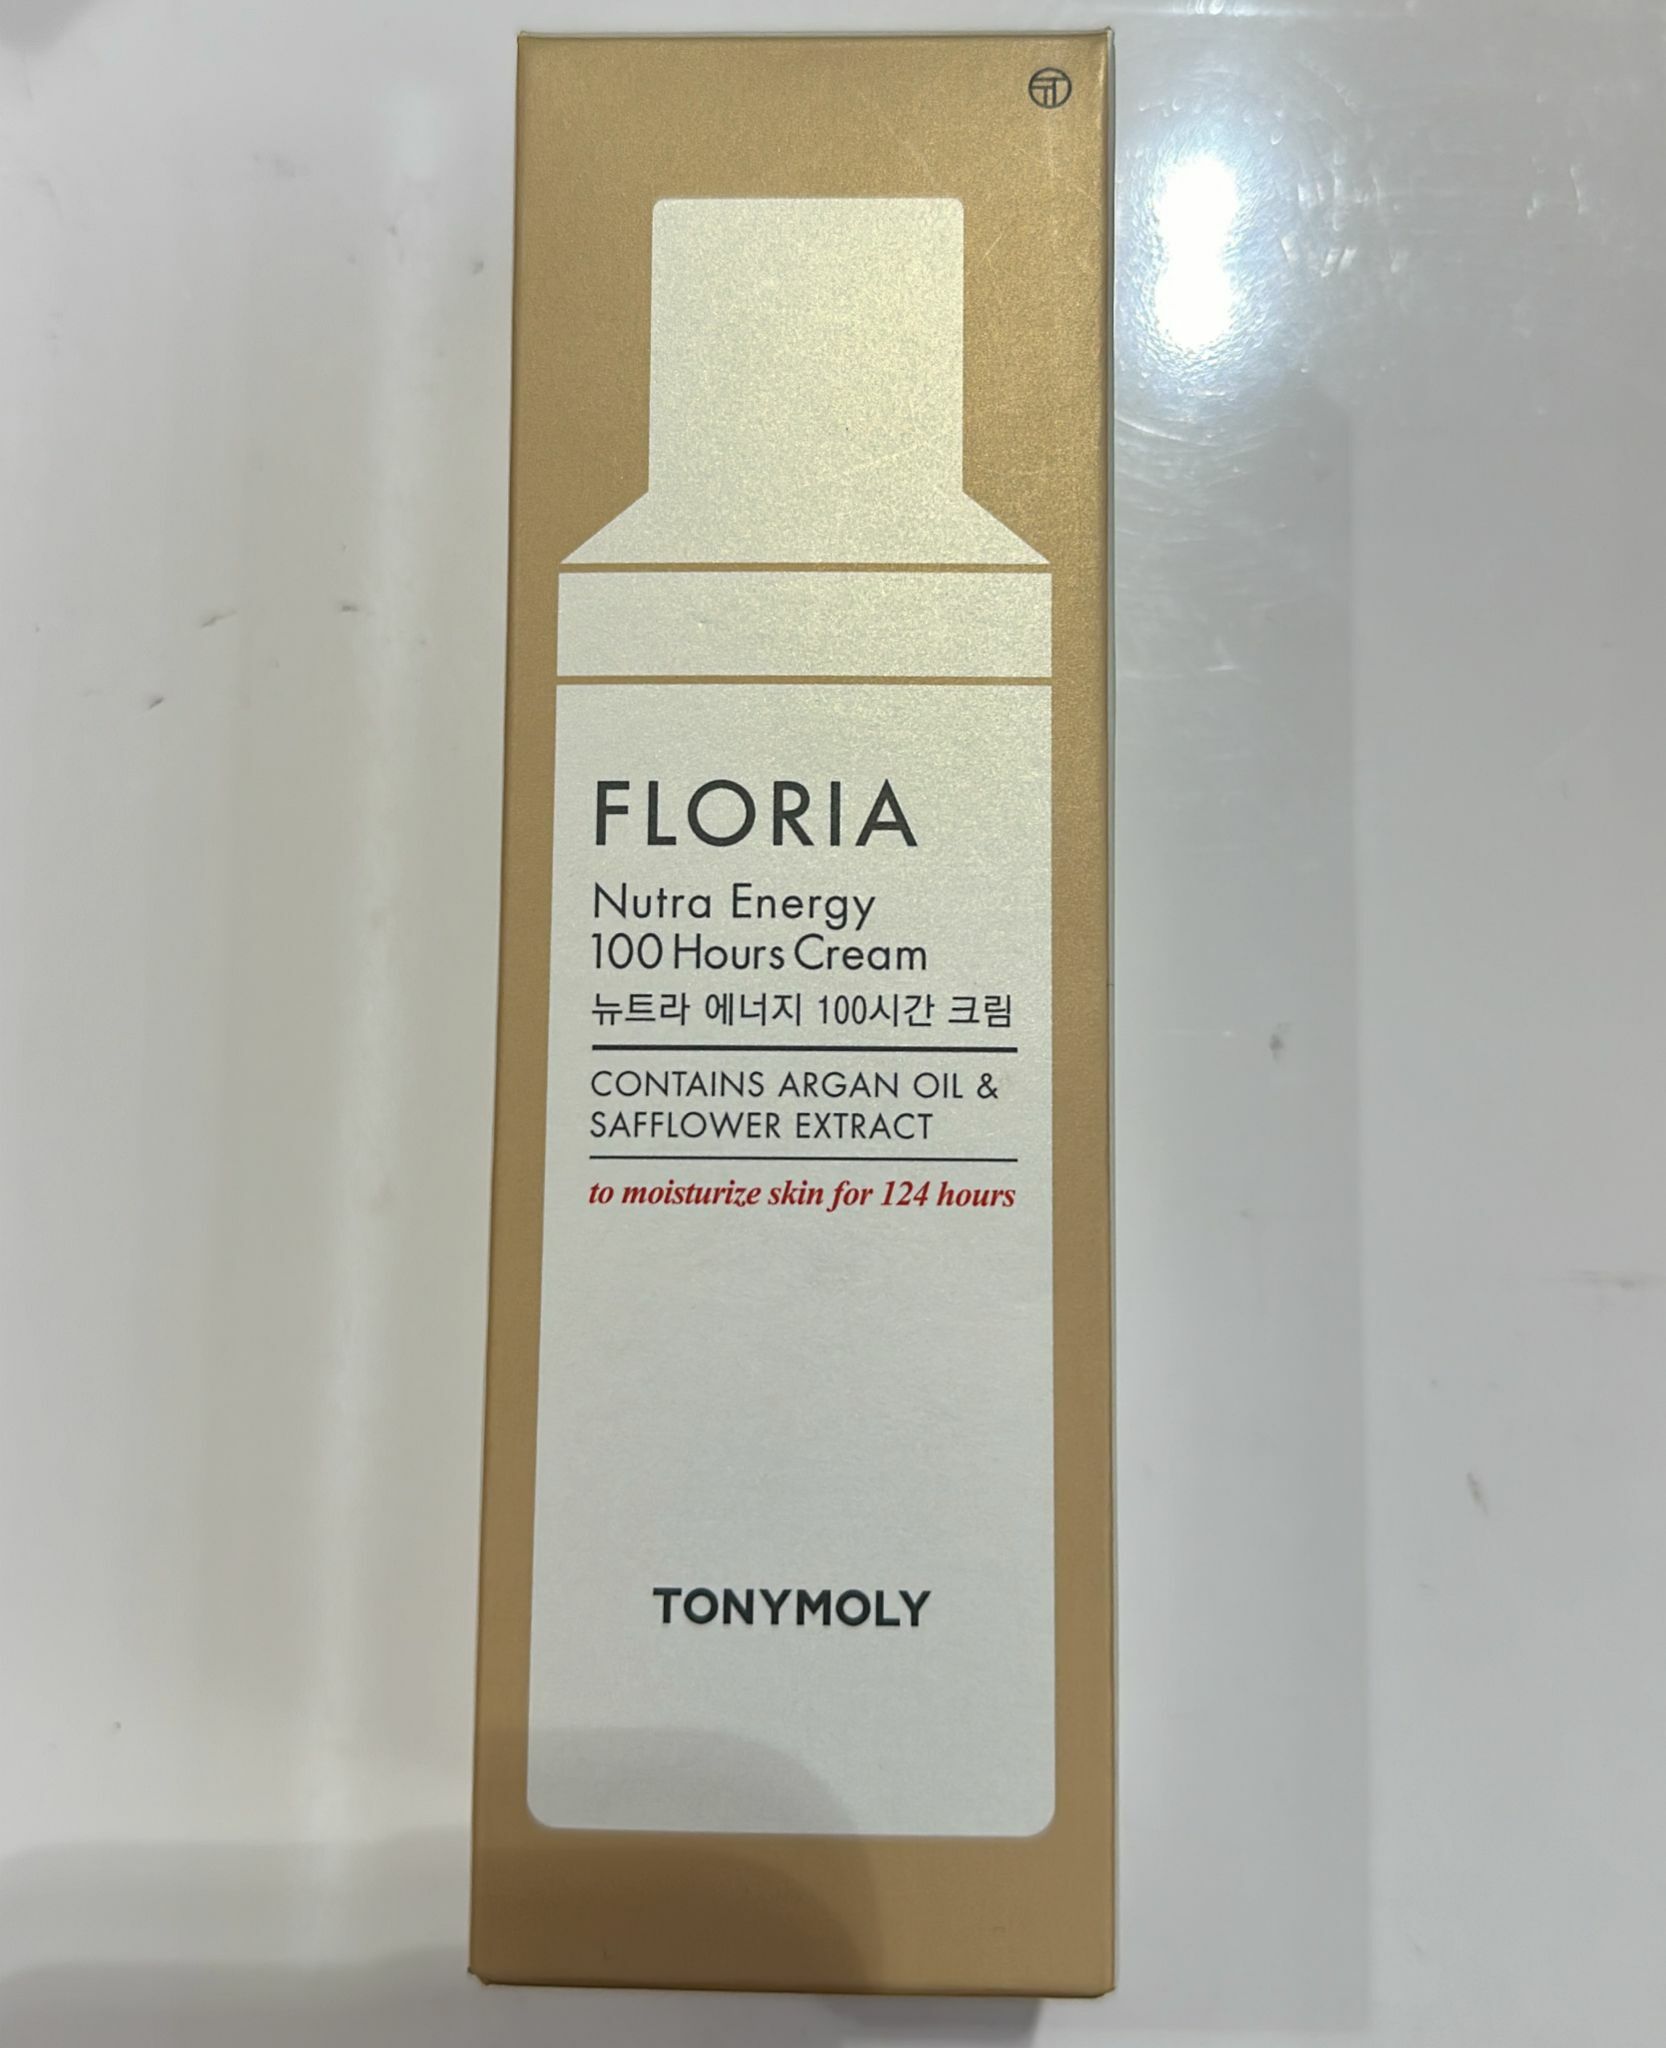 FLORIA
Nutra Energy
100 Hours Cream
뉴트라 에너지 100시간 크림
CONTAINS ARGAN OIL &
SAFFLOWER EXTRACT
to moisturize skin for 124 hours
TONYMOLY